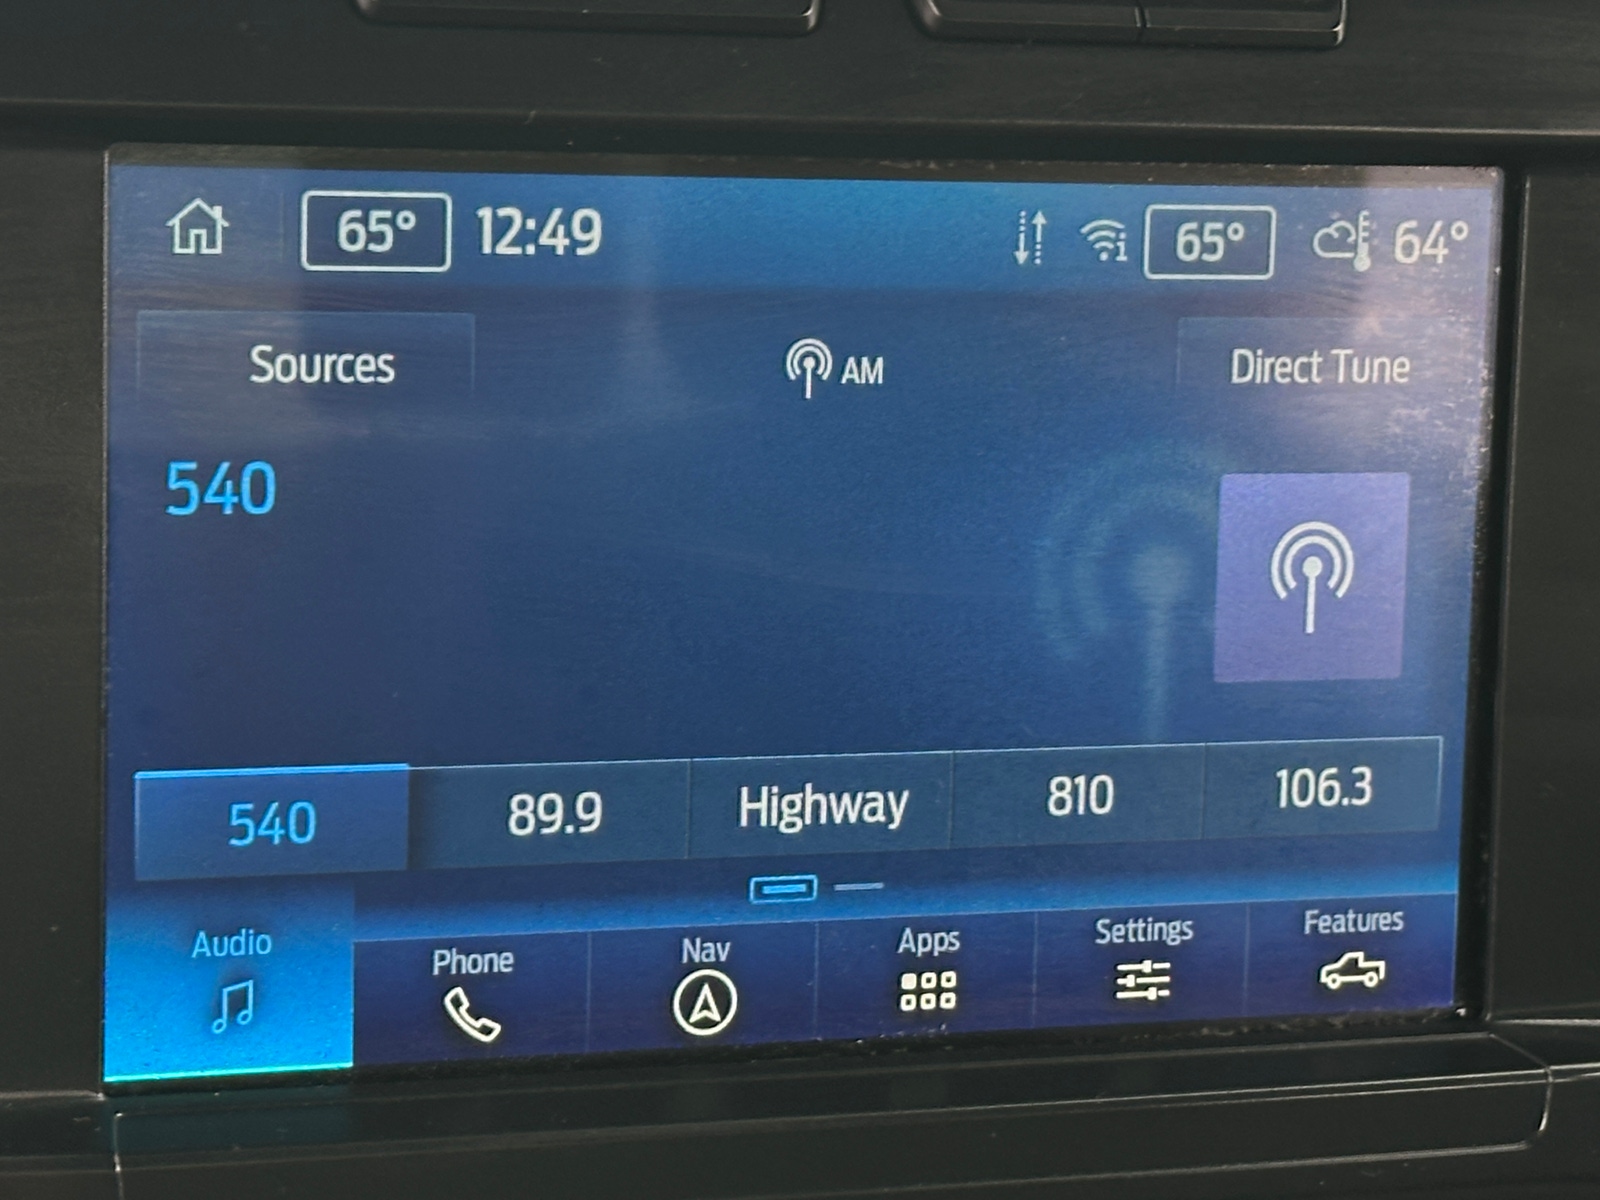 65° 12:49 65° 64°
Sources AM Direct Tune
540
540 89.9 Highway 810 106.3
Audio Phone Nav Apps Settings Features